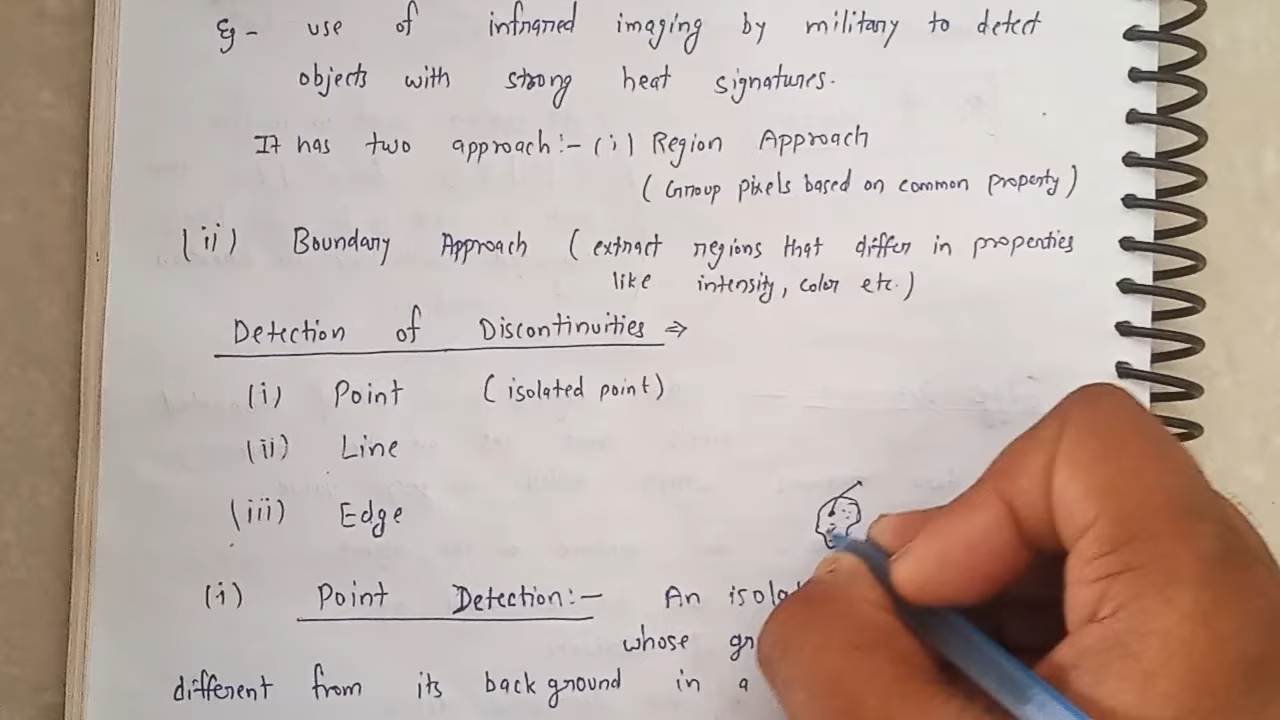 Eg - use of infrared imaging by military to detect
objects with strong heat signatures.
It has two approach:- (i) Region Approach
(Group pixels based on common property)
(ii) Boundary Approach (extract regions that differ in properties
like intensity, color etc.)
Detection of Discontinuities ⇒
(i) Point (isolated point)
(ii) Line
(iii) Edge
(i) Point Detection:- An
whose
different from its background in a